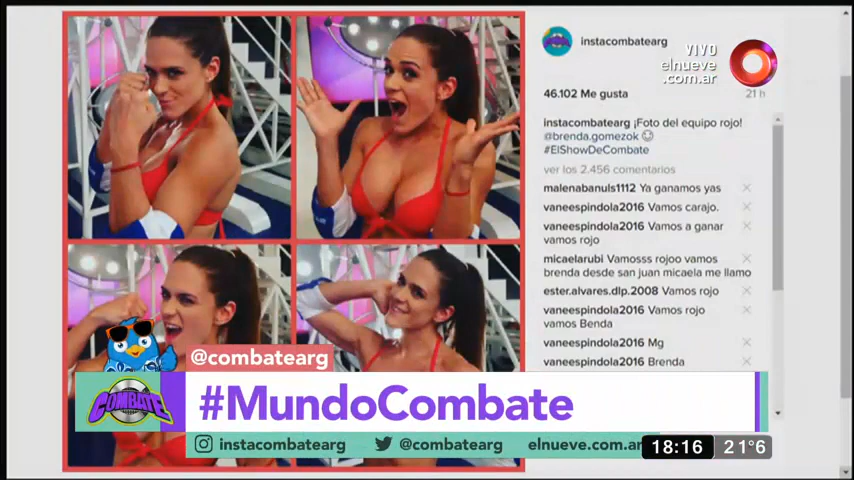 instacombatearg
VIVO
elnueve
.com.ar
46.102 Me gusta
21 h
instacombatearg ¡Foto del equipo rojo!
@brenda.gomezok
#ElShowDeCombate
ver los 2.456 comentarios
malenabanuls1112 Ya ganamos yas
vaneespindola2016 Vamos carajo.
vaneespindola2016 Vamos a ganar
vamos rojo
micaelarubi Vamosss rojoo vamos
brenda desde san juan micaela me llamo
ester.alvares.dlp.2008 Vamos rojo
vaneespindola2016 Vamos rojo
vamos Benda
vaneespindola2016 Mg
vaneespindola2016 Brenda
@combatearg
COMBATE
#MundoCombate
instacombatearg
@combatearg
elnueve.com.ar
18:16
21°6